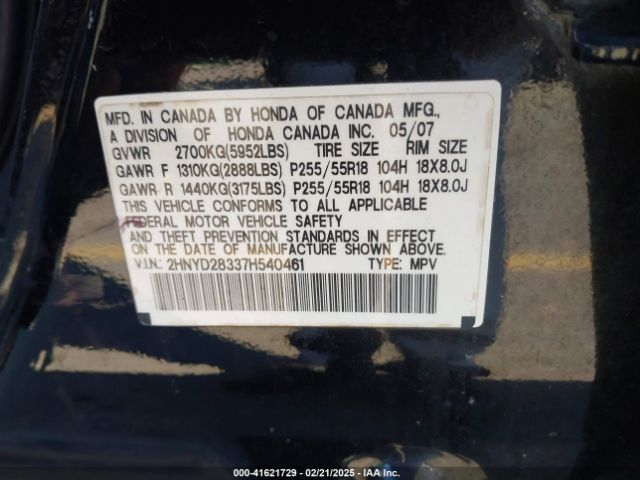 MFD. IN CANADA BY HONDA OF CANADA MFG.,
A DIVISION OF HONDA CANADA INC. 05/07
GVWR 2700KG(5952LBS) TIRE SIZE RIM SIZE
GAWR F 1310KG(2888LBS) P255/55R18 104H 18X8.0J
GAWR R 1440KG(3175LBS) P255/55R18 104H 18X8.0J
THIS VEHICLE CONFORMS TO ALL APPLICABLE
FEDERAL MOTOR VEHICLE SAFETY
AND THEFT PREVENTION STANDARDS IN EFFECT
ON THE DATE OF MANUFACTURE SHOWN ABOVE.
V.I.N.: 2HNYD28337H540461 TYPE: MPV
000-41621729 - 02/21/2025 - IAA Inc.